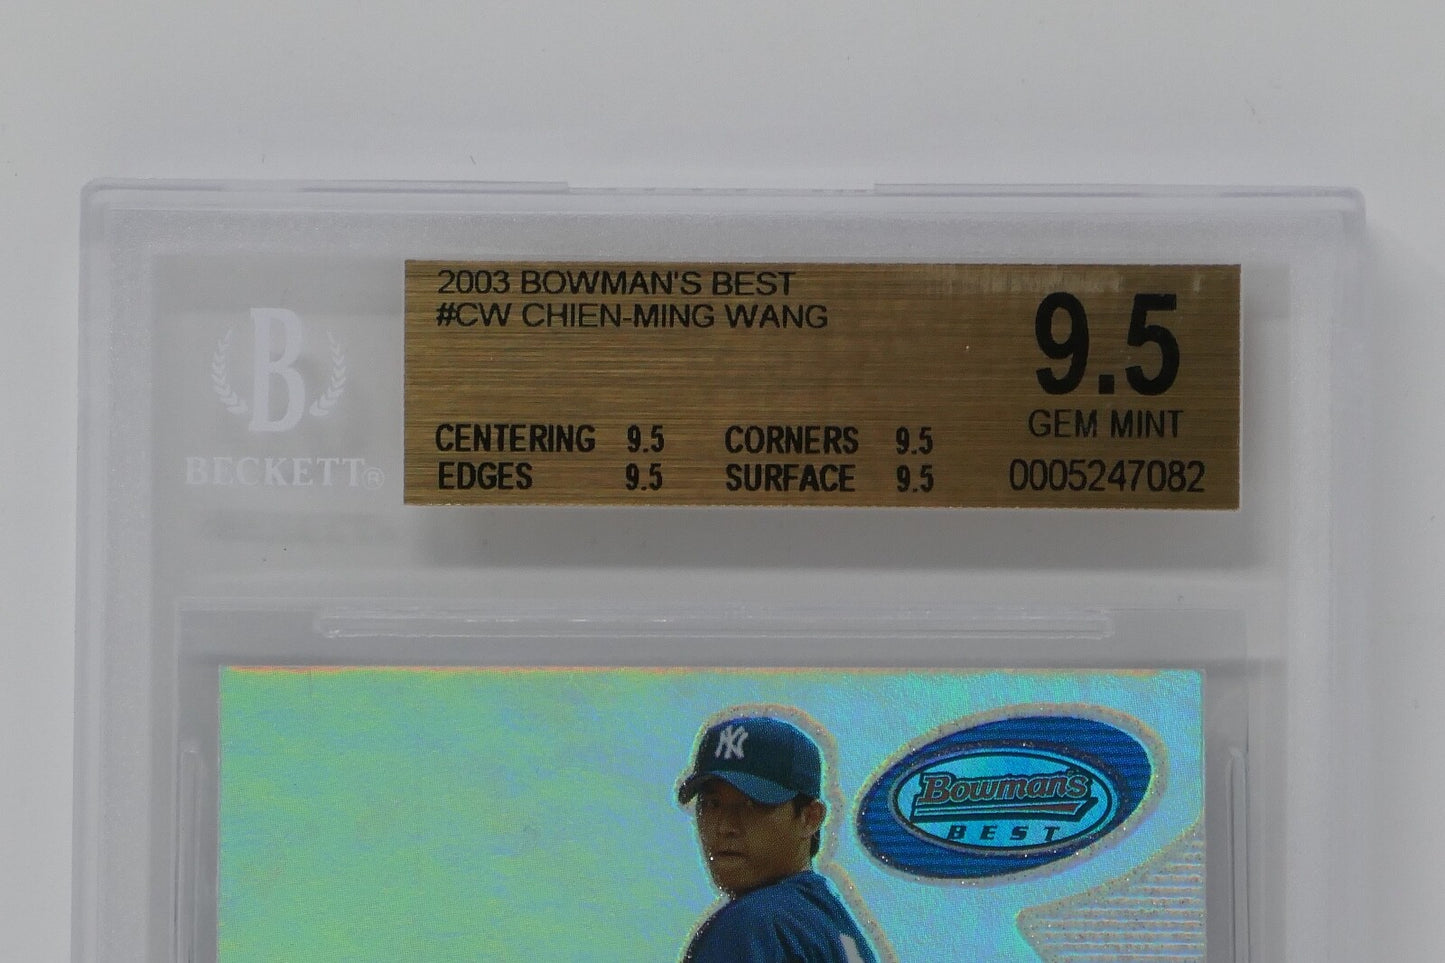 2003 BOWMAN'S BEST
#CW CHIEN-MING WANG
9.5
GEM MINT
CENTERING 9.5 CORNERS 9.5
EDGES 9.5 SURFACE 9.5
0005247082
B
BECKETT®
NY
Bowman's
BEST